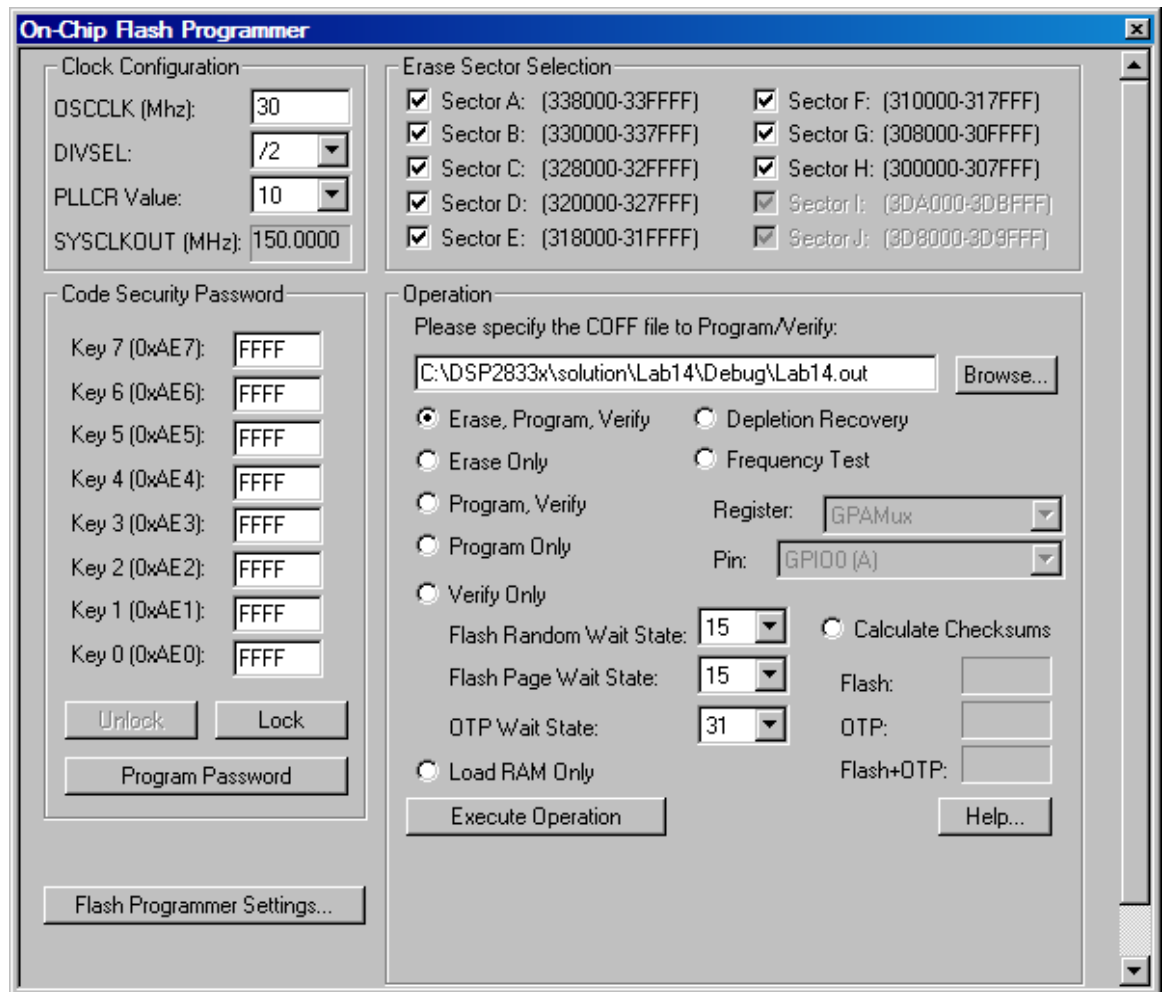 On-Chip Flash Programmer
Clock Configuration
OSCCLK (Mhz): 30
DIVSEL: /2
PLLCR Value: 10
SYSCLKOUT (MHz): 150.0000
Erase Sector Selection
Sector A: (338000-33FFFF)
Sector B: (330000-337FFF)
Sector C: (328000-32FFFF)
Sector D: (320000-327FFF)
Sector E: (318000-31FFFF)
Sector F: (310000-317FFF)
Sector G: (308000-30FFFF)
Sector H: (300000-307FFF)
Sector I: (3DA000-3DBFFF)
Sector J: (3D8000-3D9FFF)
Code Security Password
Key 7 (0xAE7): FFFF
Key 6 (0xAE6): FFFF
Key 5 (0xAE5): FFFF
Key 4 (0xAE4): FFFF
Key 3 (0xAE3): FFFF
Key 2 (0xAE2): FFFF
Key 1 (0xAE1): FFFF
Key 0 (0xAE0): FFFF
Unlock Lock
Program Password
Flash Programmer Settings...
Operation
Please specify the COFF file to Program/Verify:
C:\DSP2833x\solution\Lab14\Debug\Lab14.out Browse...
Erase, Program, Verify Depletion Recovery
Erase Only Frequency Test
Program, Verify Register: GPAMux
Program Only Pin: GPIO0 (A)
Verify Only
Flash Random Wait State: 15 Calculate Checksums
Flash Page Wait State: 15 Flash:
OTP Wait State: 31 OTP:
Load RAM Only Flash+OTP:
Execute Operation Help...